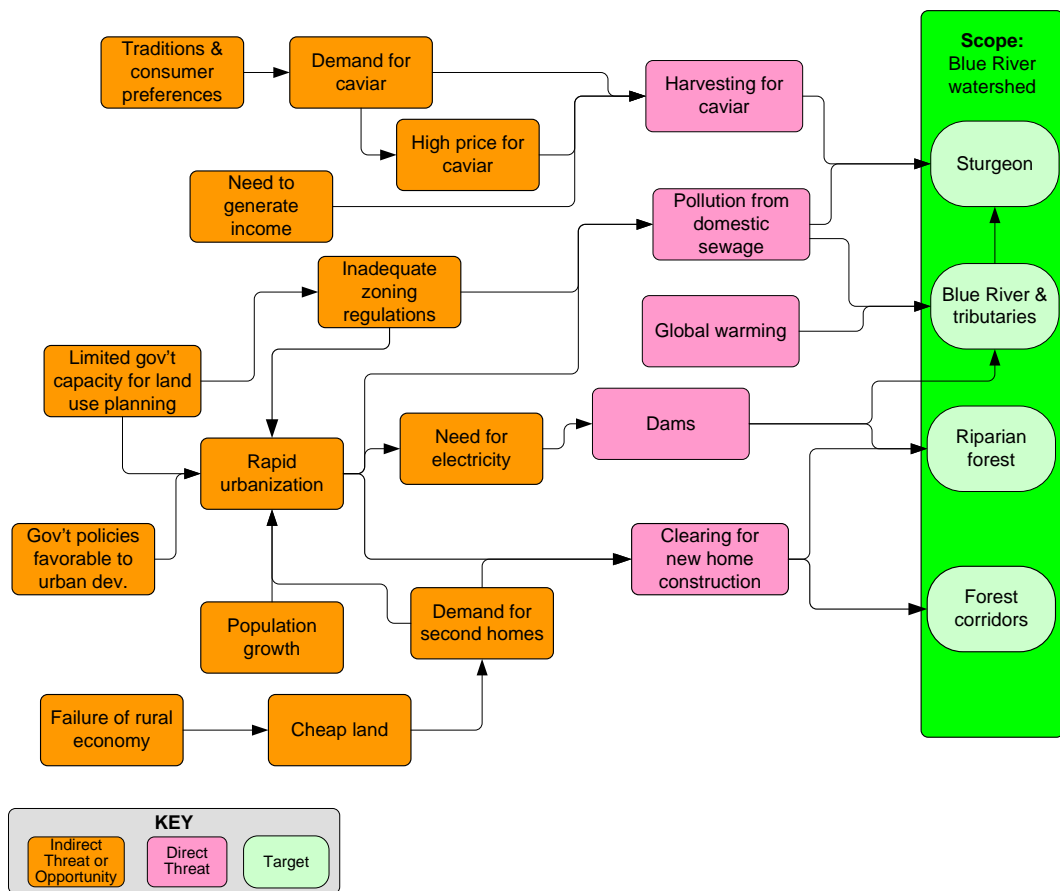 Traditions &
consumer
preferences
Demand for
caviar
Harvesting for
caviar
Scope:
Blue River
watershed
High price for
caviar
Sturgeon
Need to
generate
income
Pollution from
domestic
sewage
Inadequate
zoning
regulations
Blue River &
tributaries
Global warming
Limited gov't
capacity for land
use planning
Dams
Need for
electricity
Riparian
forest
Rapid
urbanization
Gov't policies
favorable to
urban dev.
Clearing for
new home
construction
Forest
corridors
Population
growth
Demand for
second homes
Failure of rural
economy
Cheap land
KEY
Indirect
Threat or
Opportunity
Direct
Threat
Target